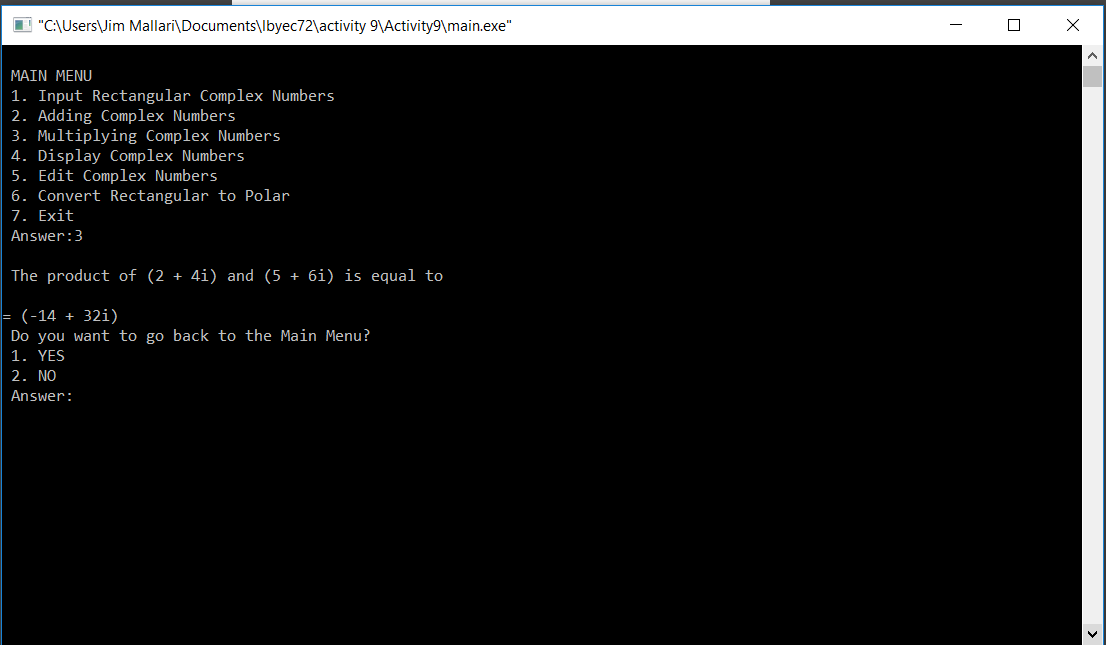 "C:\Users\Jim Mallari\Documents\lbyec72\activity 9\Activity9\main.exe"
MAIN MENU
1. Input Rectangular Complex Numbers
2. Adding Complex Numbers
3. Multiplying Complex Numbers
4. Display Complex Numbers
5. Edit Complex Numbers
6. Convert Rectangular to Polar
7. Exit
Answer:3
The product of (2 + 4i) and (5 + 6i) is equal to
= (-14 + 32i)
Do you want to go back to the Main Menu?
1. YES
2. NO
Answer: